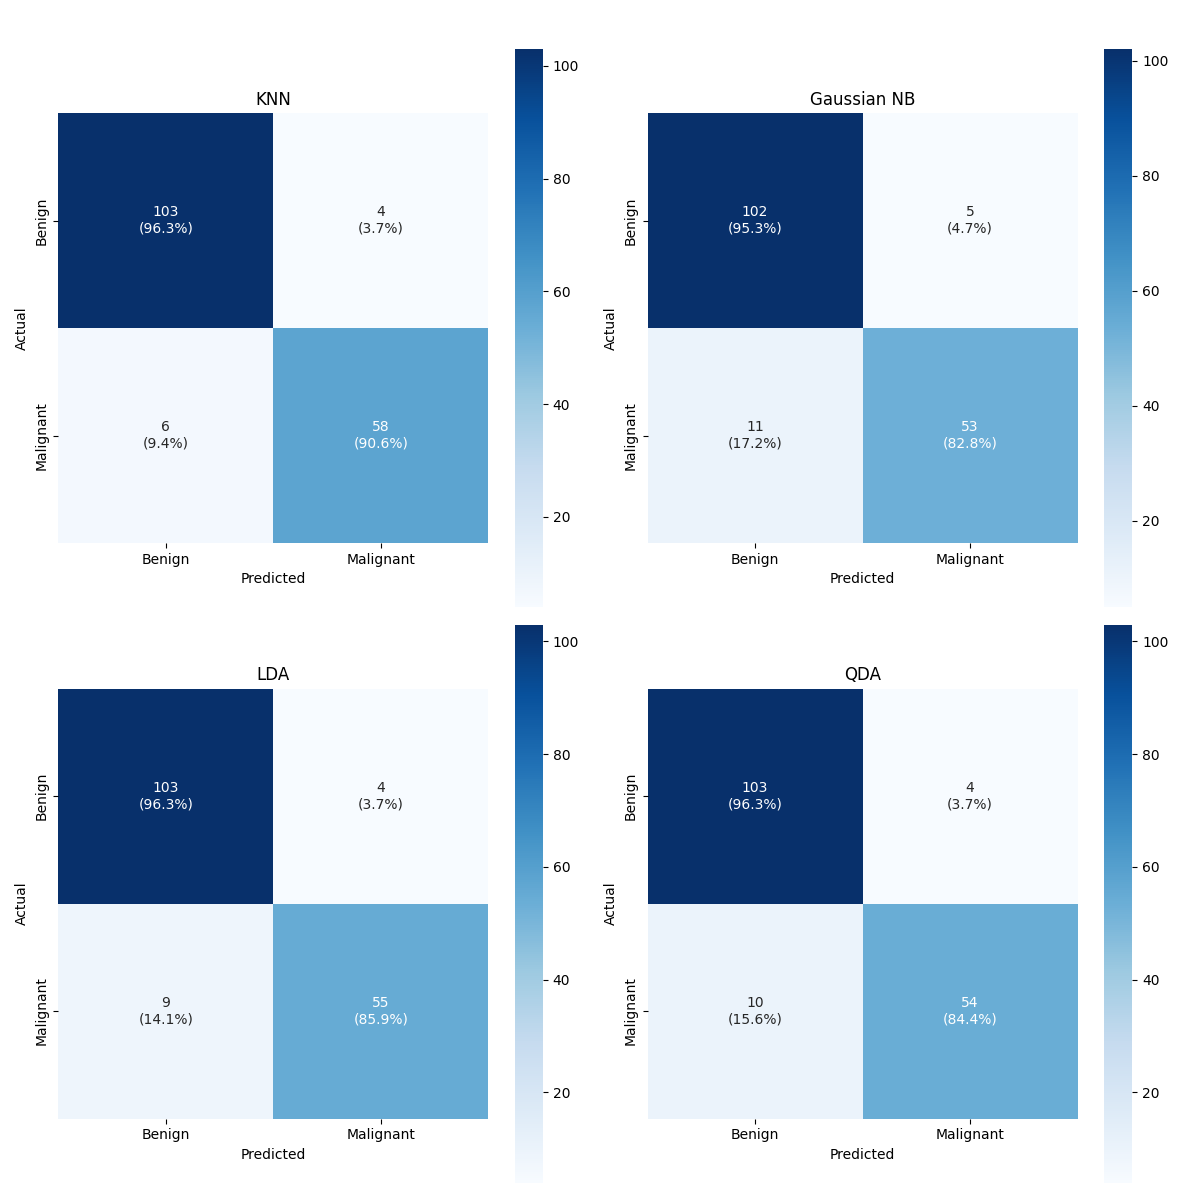 KNN
Benign
Malignant
Actual
103
(96.3%)
4
(3.7%)
6
(9.4%)
58
(90.6%)
Benign
Malignant
Predicted
100
80
60
40
20
Gaussian NB
Benign
Malignant
Actual
102
(95.3%)
5
(4.7%)
11
(17.2%)
53
(82.8%)
Benign
Malignant
Predicted
100
80
60
40
20
LDA
Benign
Malignant
Actual
103
(96.3%)
4
(3.7%)
9
(14.1%)
55
(85.9%)
Benign
Malignant
Predicted
100
80
60
40
20
QDA
Benign
Malignant
Actual
103
(96.3%)
4
(3.7%)
10
(15.6%)
54
(84.4%)
Benign
Malignant
Predicted
100
80
60
40
20